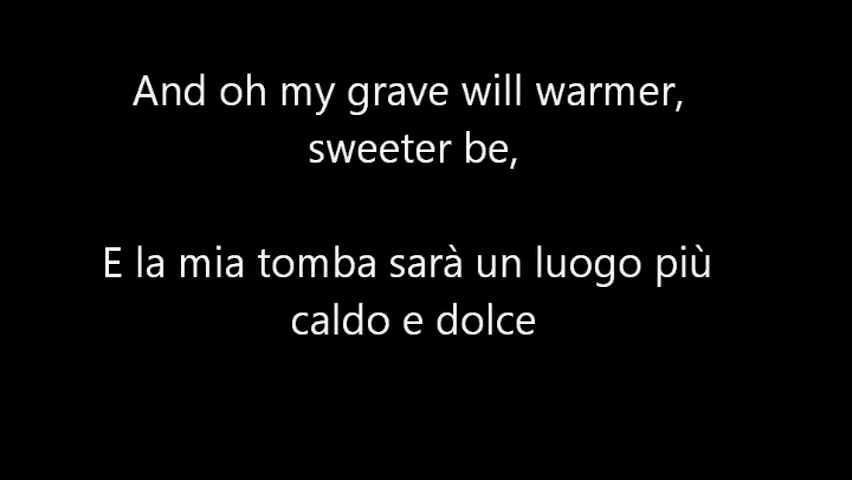 And oh my grave will warmer,
sweeter be,
E la mia tomba sarà un luogo più
caldo e dolce